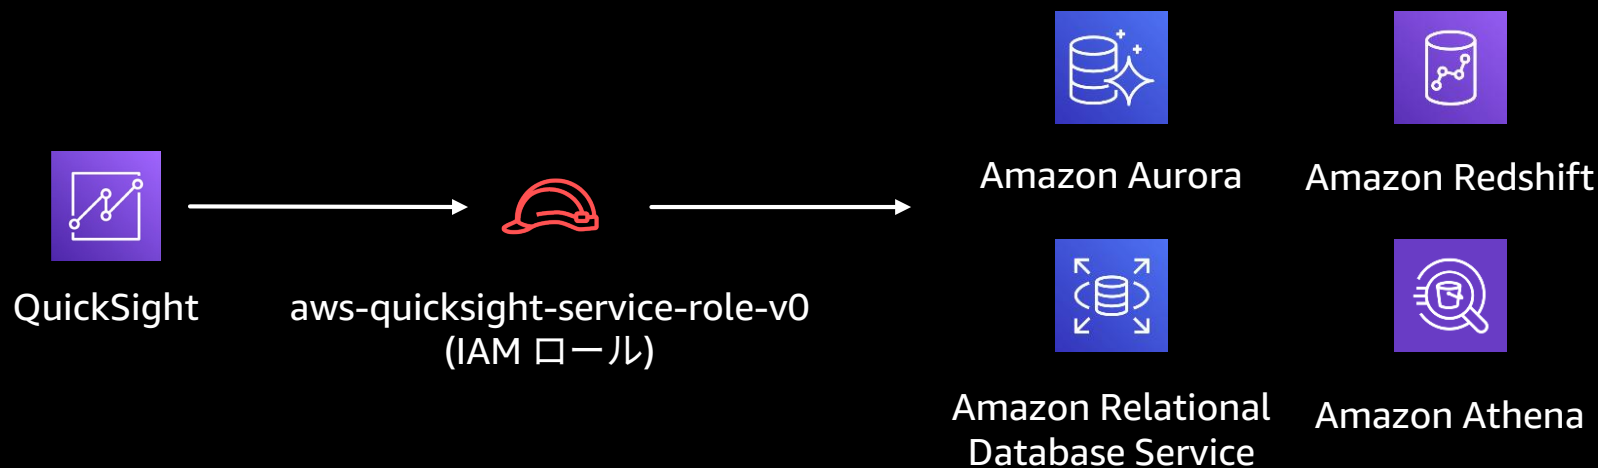 QuickSight
aws-quicksight-service-role-v0
(IAM ロール)
Amazon Aurora
Amazon Redshift
Amazon Relational
Database Service
Amazon Athena